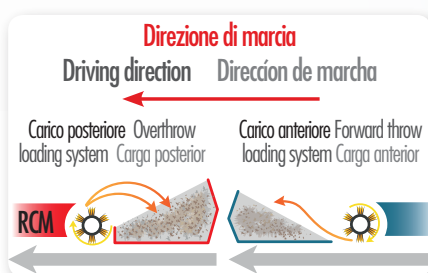 Direzione di marcia
Driving direction Direccíon de marcha
Carico posteriore Overthrow
loading system Carga posterior
Carico anteriore Forward throw
loading system Carga anterior
RCM